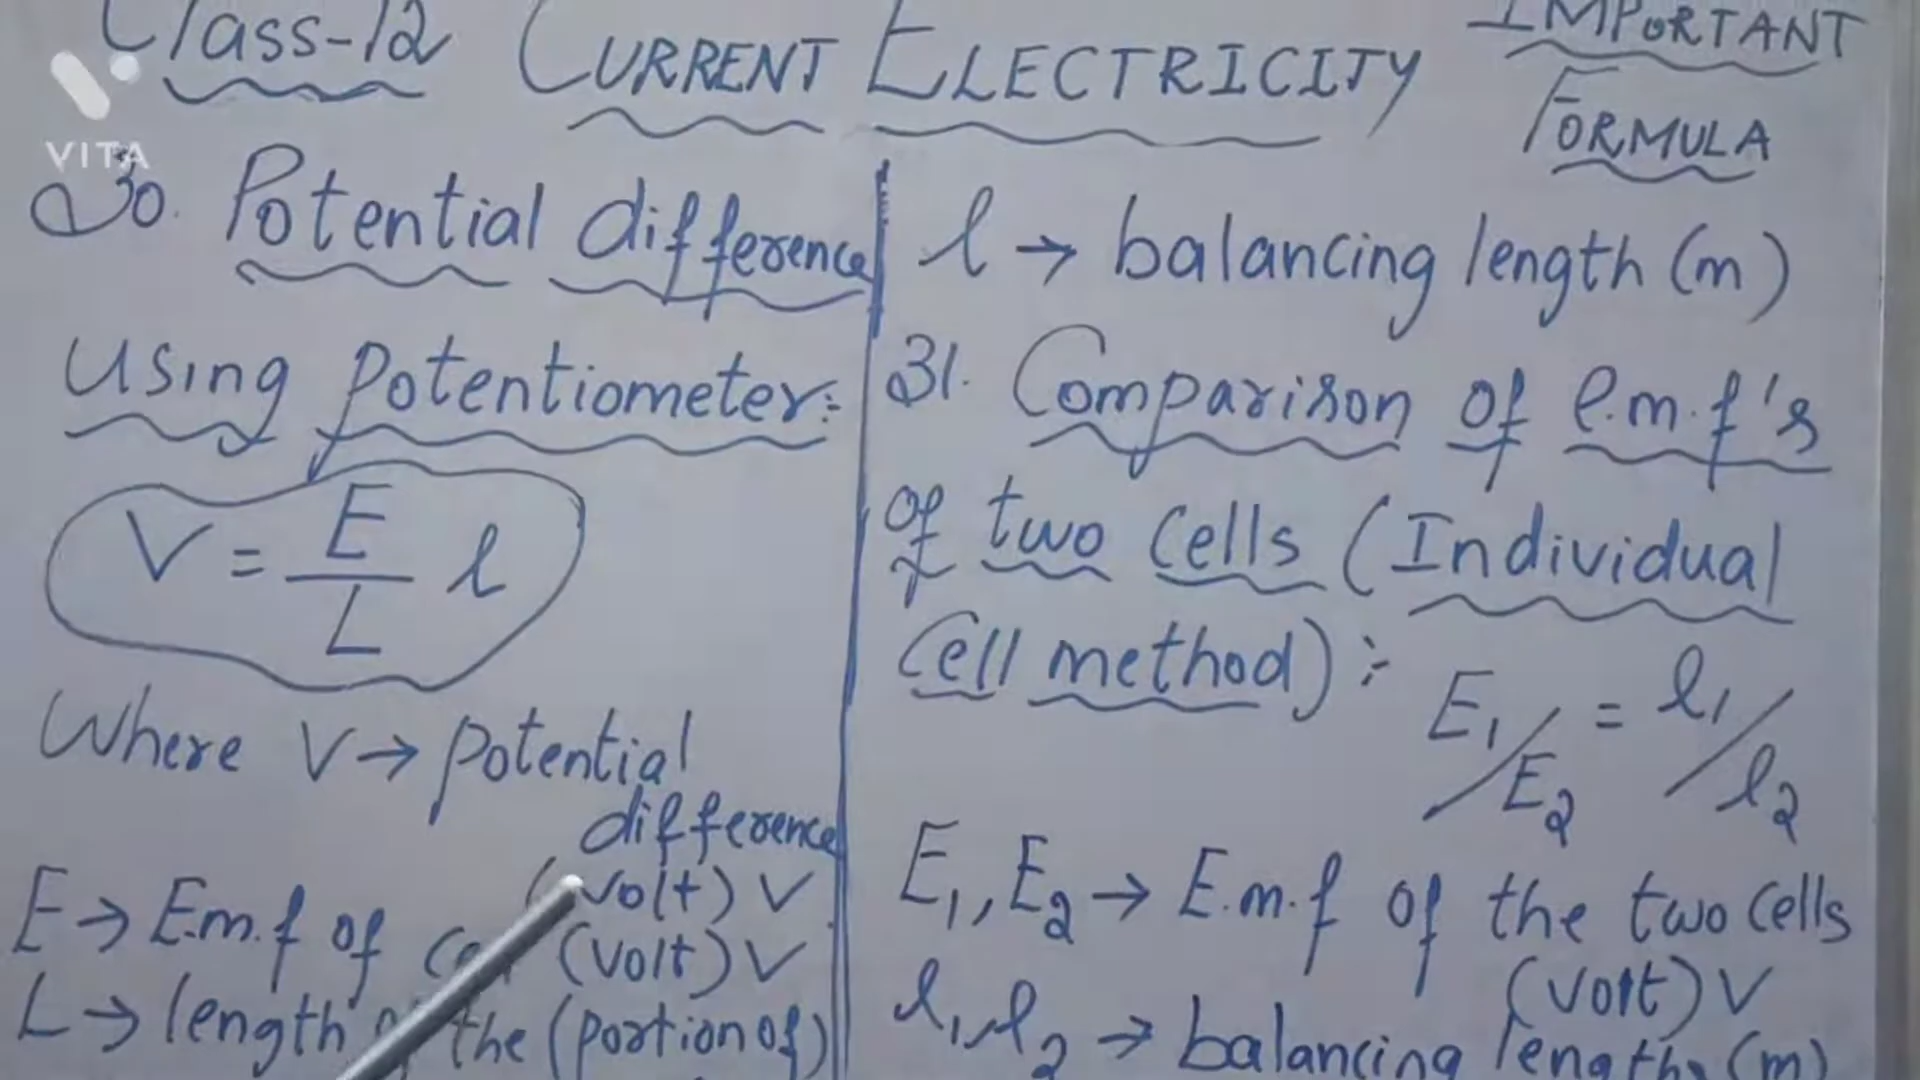 Class-12 CURRENT ELECTRICITY IMPORTANT
FORMULA
VITA
30. Potential difference
Using potentiometer:-
V = E/L l
Where V → potential
difference
(volt) V
E → E.m.f of (volt) V
L → length the (portion of)
l → balancing length (m)
31. Comparison of e.m.f's
of two cells (Individual
Cell method) :-
E1/E2 = l1/l2
E1, E2 → E.m.f of the two cells
(volt) V
l1, l2 → balancing lengths (m)